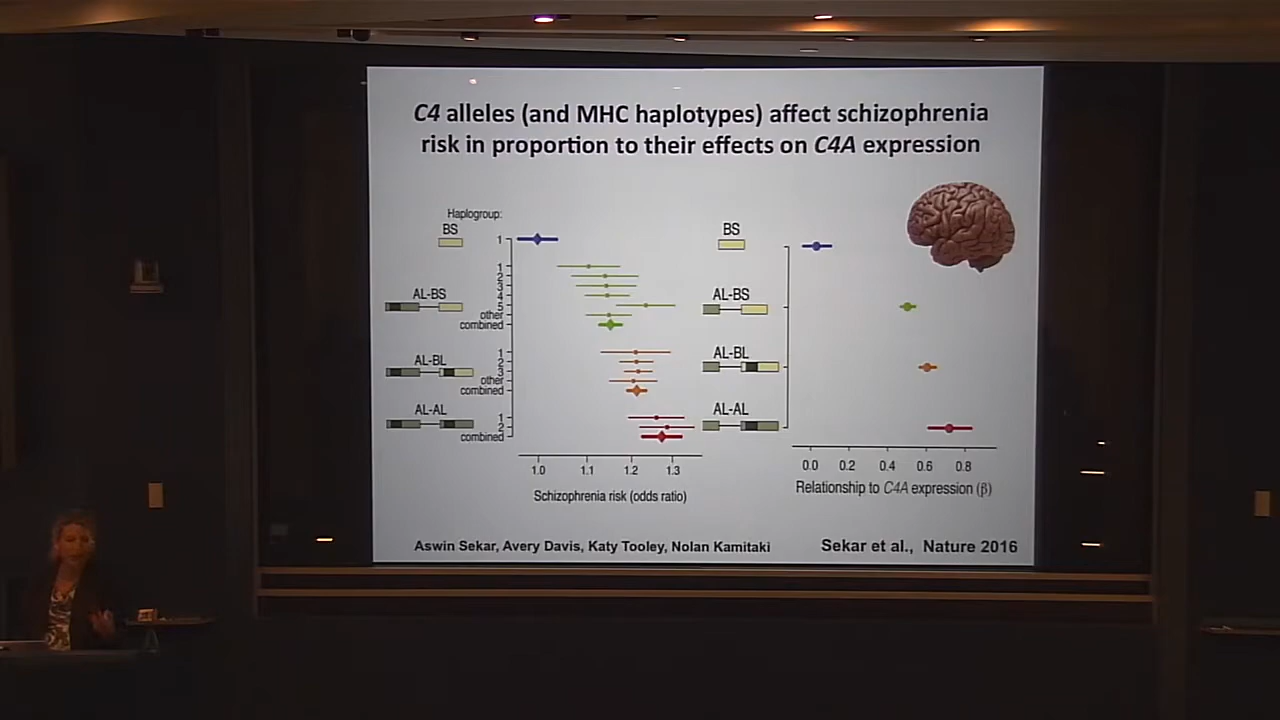 C4 alleles (and MHC haplotypes) affect schizophrenia
risk in proportion to their effects on C4A expression
Haplogroup:
BS
1
AL-BS
1
2
3
4
5
other
combined
AL-BL
1
2
3
other
combined
AL-AL
1
2
combined
1.0 1.1 1.2 1.3
Schizophrenia risk (odds ratio)
BS
AL-BS
AL-BL
AL-AL
0.0 0.2 0.4 0.6 0.8
Relationship to C4A expression (β)
Aswin Sekar, Avery Davis, Katy Tooley, Nolan Kamitaki
Sekar et al., Nature 2016